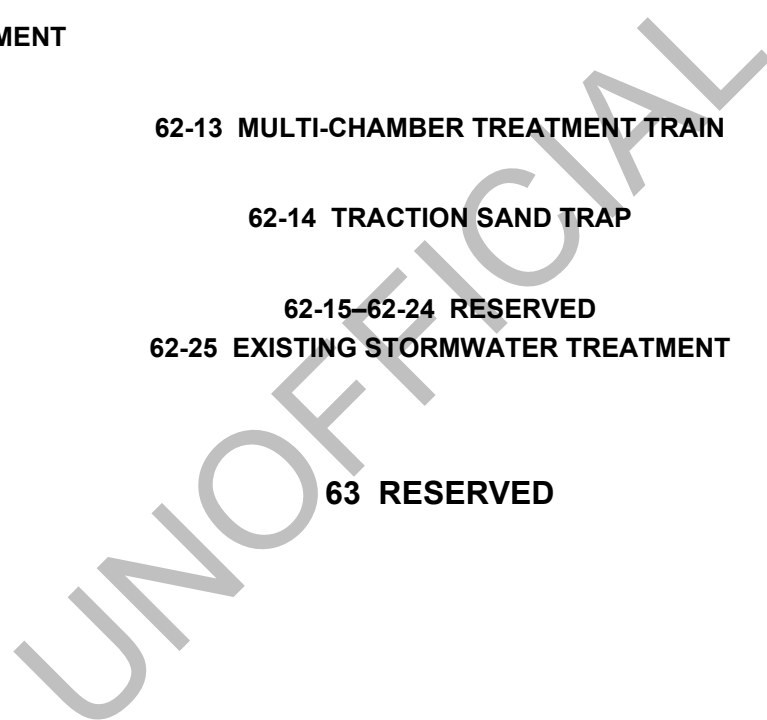 MENT
62-13 MULTI-CHAMBER TREATMENT TRAIN
62-14 TRACTION SAND TRAP
62-15–62-24 RESERVED
62-25 EXISTING STORMWATER TREATMENT
63 RESERVED
UNOFFICIAL